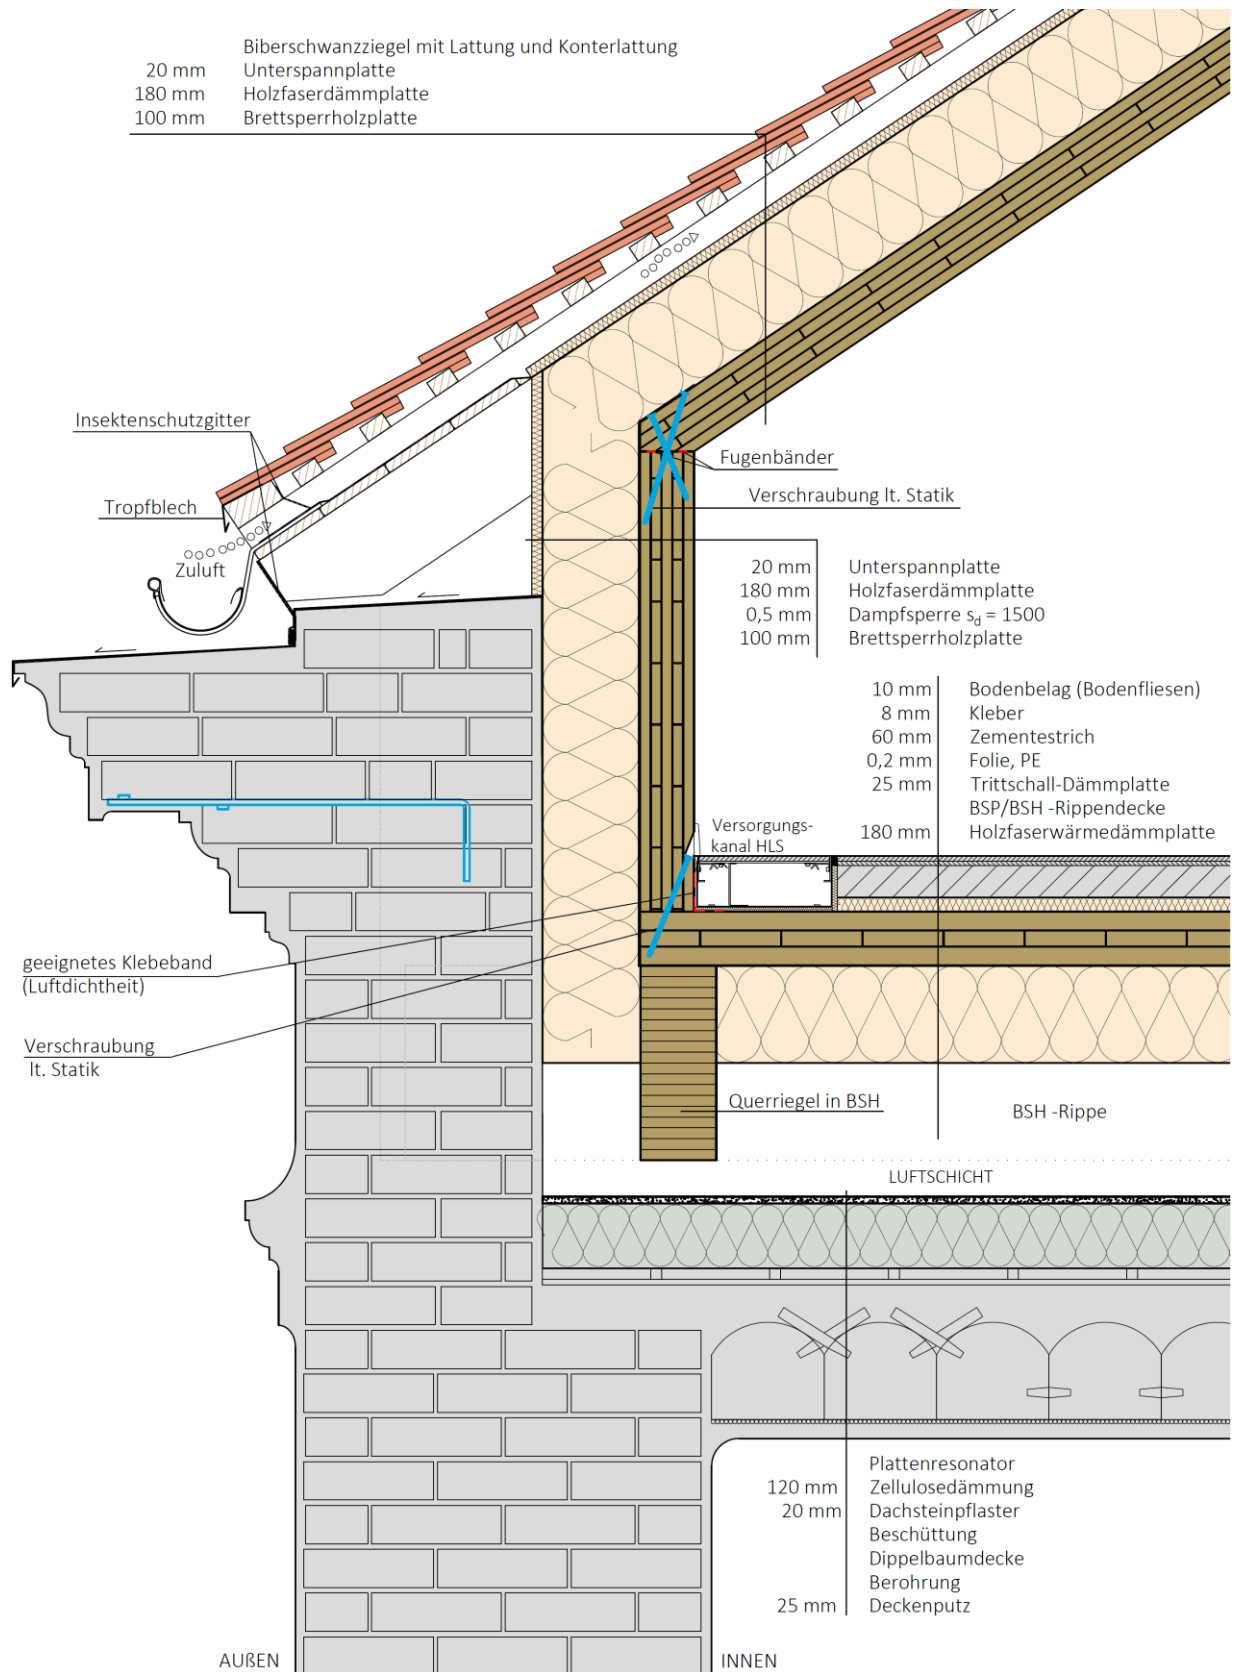 Biberschwanzziegel mit Lattung und Konterlattung
20 mm Unterspannplatte
180 mm Holzfaserdämmplatte
100 mm Brettsperrholzplatte
Insektenschutzgitter
Tropfblech
Zuluft
Fugenbänder
Verschraubung lt. Statik
20 mm Unterspannplatte
180 mm Holzfaserdämmplatte
0,5 mm Dampfsperre sd = 1500
100 mm Brettsperrholzplatte
10 mm Bodenbelag (Bodenfliesen)
8 mm Kleber
60 mm Zementestrich
0,2 mm Folie, PE
25 mm Trittschall-Dämmplatte
BSP/BSH -Rippendecke
180 mm Holzfaserwärmedämmplatte
Versorgungs-
kanal HLS
geeignetes Klebeband
(Luftdichtheit)
Verschraubung
lt. Statik
Querriegel in BSH
BSH -Rippe
LUFTSCHICHT
Plattenresonator
120 mm Zellulosedämmung
20 mm Dachsteinpflaster
Beschüttung
Dippelbaumdecke
Berohrung
25 mm Deckenputz
AUßEN
INNEN